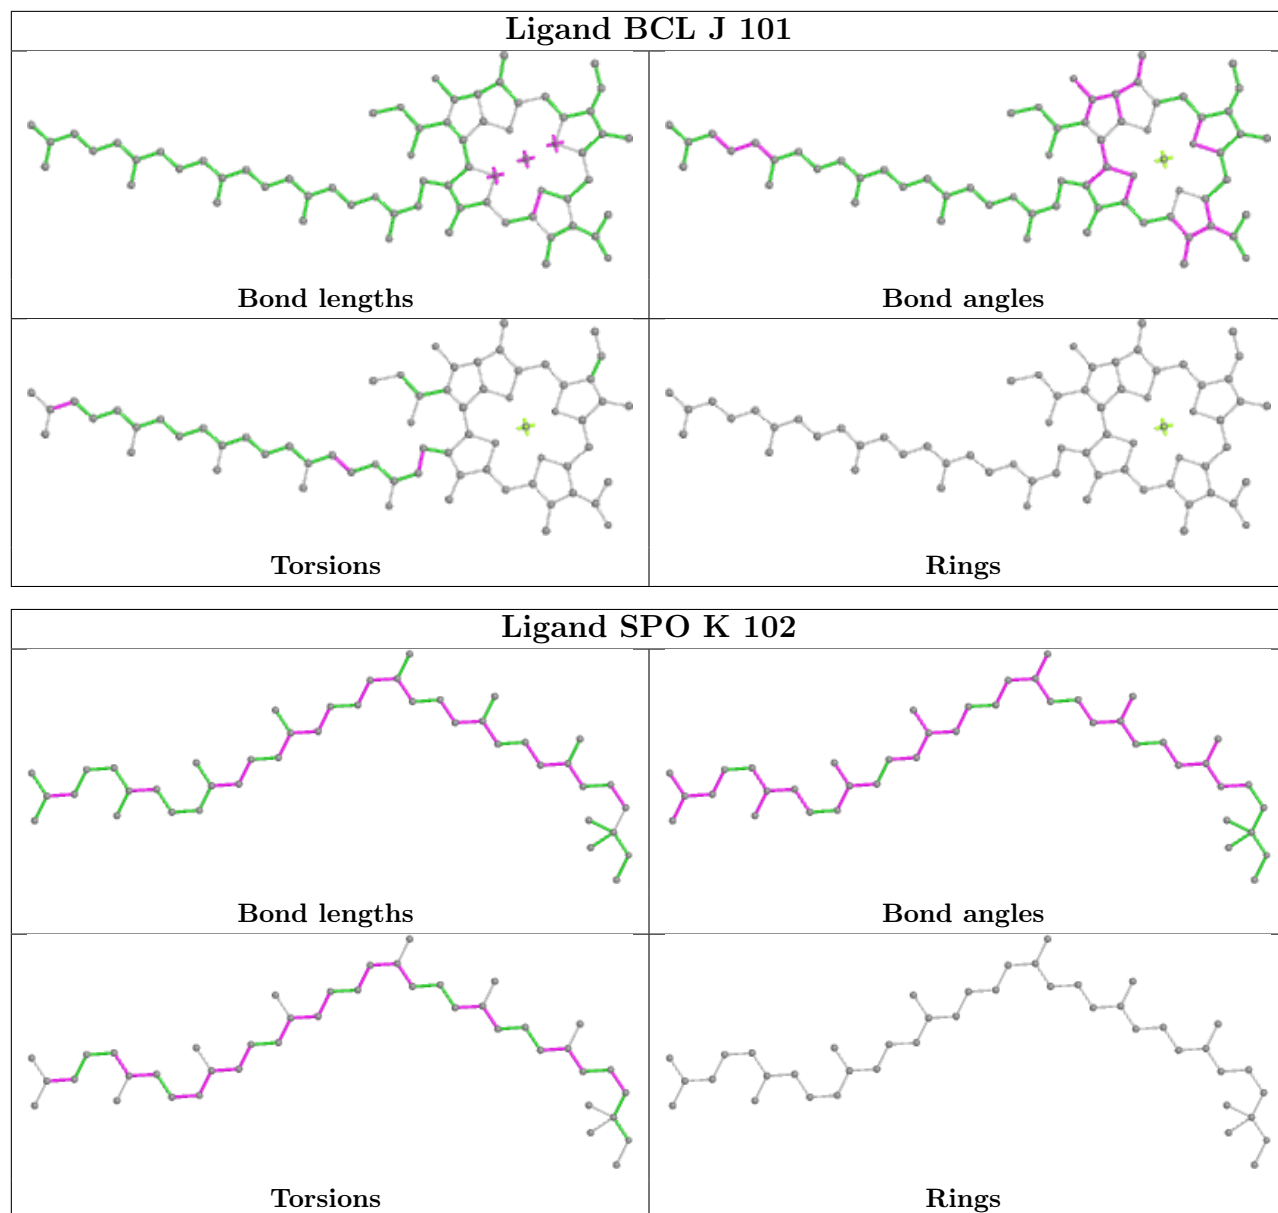 Ligand BCL J 101
Bond lengths
Bond angles
Torsions
Rings
Ligand SPO K 102
Bond lengths
Bond angles
Torsions
Rings